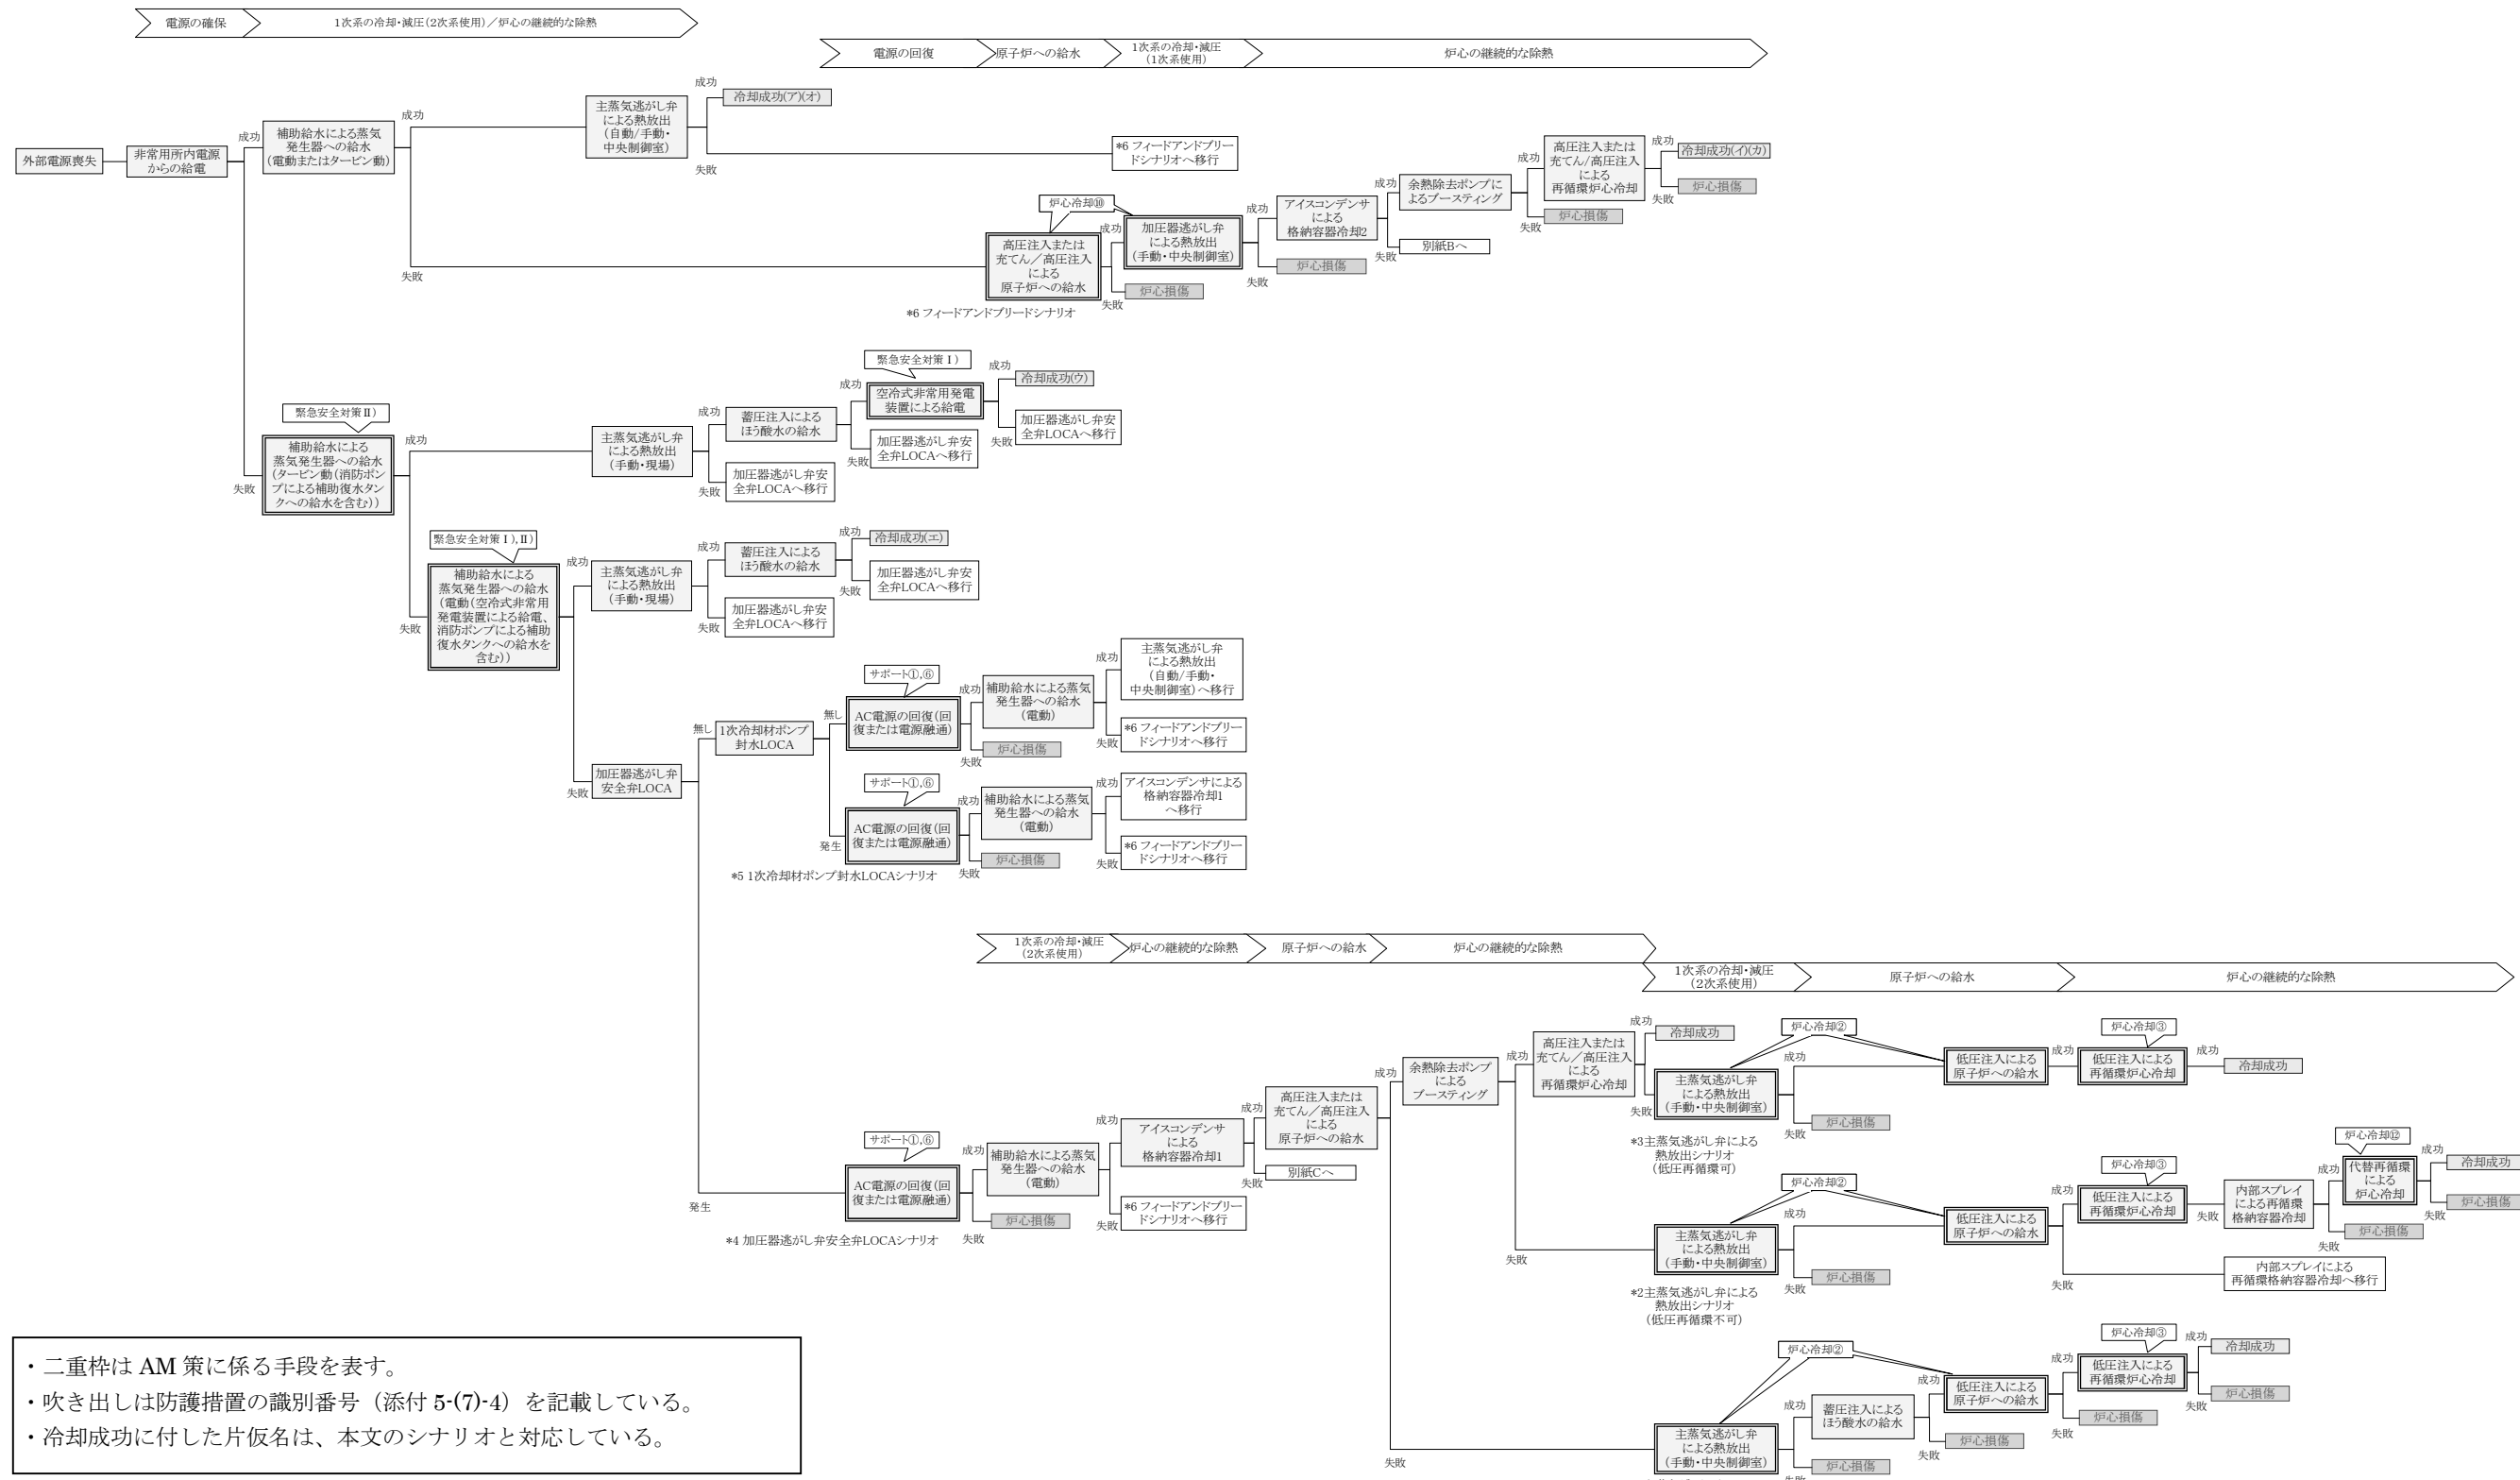 電源の確保
1次系の冷却・減圧（2次系使用）／炉心の継続的な除熱
電源の回復
原子炉への給水
1次系の冷却・減圧
（1次系使用）
炉心の継続的な除熱
外部電源喪失
非常用所内電源
からの給電
成功
補助給水による蒸気
発生器への給水
（電動またはタービン動）
成功
主蒸気逃がし弁
による熱放出
（自動/手動・
中央制御室）
成功
冷却成功(ア)(オ)
失敗
*6 フィードアンドブリー
ドシナリオへ移行
失敗
炉心冷却⑩
高圧注入または
充てん／高圧注入
による
原子炉への給水
*6 フィードアンドブリードシナリオ
成功
加圧器逃がし弁
による熱放出
（手動・中央制御室）
失敗
炉心損傷
成功
アイスコンデンサ
による
格納容器冷却2
失敗
炉心損傷
成功
余熱除去ポンプに
よるブースティング
失敗
別紙Bへ
成功
高圧注入または
充てん/高圧注入
による
再循環炉心冷却
失敗
炉心損傷
成功
冷却成功(イ)(カ)
失敗
炉心損傷
失敗
緊急安全対策Ⅱ）
補助給水による
蒸気発生器への給水
（タービン動（消防ポン
プによる補助復水タン
クへの給水を含む））
成功
主蒸気逃がし弁
による熱放出
（手動・現場）
成功
蓄圧注入による
ほう酸水の給水
失敗
加圧器逃がし弁安
全弁LOCAへ移行
成功
緊急安全対策Ⅰ）
空冷式非常用発電
装置による給電
失敗
加圧器逃がし弁安
全弁LOCAへ移行
成功
冷却成功(ウ)
失敗
加圧器逃がし弁安
全弁LOCAへ移行
失敗
緊急安全対策Ⅰ），Ⅱ）
補助給水による
蒸気発生器への給水
（電動（空冷式非常用
発電装置による給電、
消防ポンプによる補助
復水タンクへの給水を
含む））
成功
主蒸気逃がし弁
による熱放出
（手動・現場）
成功
蓄圧注入による
ほう酸水の給水
失敗
加圧器逃がし弁安
全弁LOCAへ移行
成功
冷却成功(エ)
失敗
加圧器逃がし弁安
全弁LOCAへ移行
失敗
加圧器逃がし弁
安全弁LOCA
無し
1次冷却材ポンプ
封水LOCA
無し
サポート①,⑥
AC電源の回復（回
復または電源融通）
成功
補助給水による蒸気
発生器への給水
（電動）
失敗
炉心損傷
成功
主蒸気逃がし弁
による熱放出
（自動/手動・
中央制御室）へ移行
失敗
*6 フィードアンドブリー
ドシナリオへ移行
発生
サポート①,⑥
AC電源の回復（回
復または電源融通）
*5 1次冷却材ポンプ封水LOCAシナリオ
成功
補助給水による蒸気
発生器への給水
（電動）
失敗
炉心損傷
成功
アイスコンデンサによる
格納容器冷却1
へ移行
失敗
*6 フィードアンドブリー
ドシナリオへ移行
1次系の冷却・減圧
（2次系使用）
炉心の継続的な除熱
原子炉への給水
炉心の継続的な除熱
1次系の冷却・減圧
（2次系使用）
原子炉への給水
炉心の継続的な除熱
発生
サポート①,⑥
AC電源の回復（回
復または電源融通）
*4 加圧器逃がし弁安全弁LOCAシナリオ
成功
補助給水による蒸気
発生器への給水
（電動）
失敗
炉心損傷
成功
アイスコンデンサ
による
格納容器冷却1
失敗
*6 フィードアンドブリー
ドシナリオへ移行
成功
高圧注入または
充てん／高圧注入
による
原子炉への給水
失敗
別紙Cへ
成功
余熱除去ポンプ
による
ブースティング
成功
高圧注入または
充てん／高圧注入
による
再循環炉心冷却
成功
冷却成功
失敗
主蒸気逃がし弁
による熱放出
（手動・中央制御室）
*3主蒸気逃がし弁による
熱放出シナリオ
（低圧再循環可）
炉心冷却②
成功
低圧注入による
原子炉への給水
失敗
炉心損傷
成功
炉心冷却③
低圧注入による
再循環炉心冷却
成功
冷却成功
失敗
主蒸気逃がし弁
による熱放出
（手動・中央制御室）
*2主蒸気逃がし弁による
熱放出シナリオ
（低圧再循環不可）
炉心冷却②
成功
低圧注入による
原子炉への給水
失敗
炉心損傷
成功
炉心冷却③
低圧注入による
再循環炉心冷却
失敗
内部スプレイ
による再循環
格納容器冷却
成功
炉心冷却⑫
代替再循環
による
炉心冷却
成功
冷却成功
失敗
炉心損傷
失敗
炉心損傷
失敗
内部スプレイによる
再循環格納容器冷却へ移行
失敗
主蒸気逃がし弁
による熱放出
（手動・中央制御室）
炉心冷却②
成功
蓄圧注入による
ほう酸水の給水
失敗
炉心損傷
成功
低圧注入による
原子炉への給水
失敗
炉心損傷
成功
炉心冷却③
低圧注入による
再循環炉心冷却
失敗
炉心損傷
成功
冷却成功
失敗
炉心損傷
・二重枠は AM 策に係る手段を表す。
・吹き出しは防護措置の識別番号（添付 5-(7)-4）を記載している。
・冷却成功に付した片仮名は、本文のシナリオと対応している。